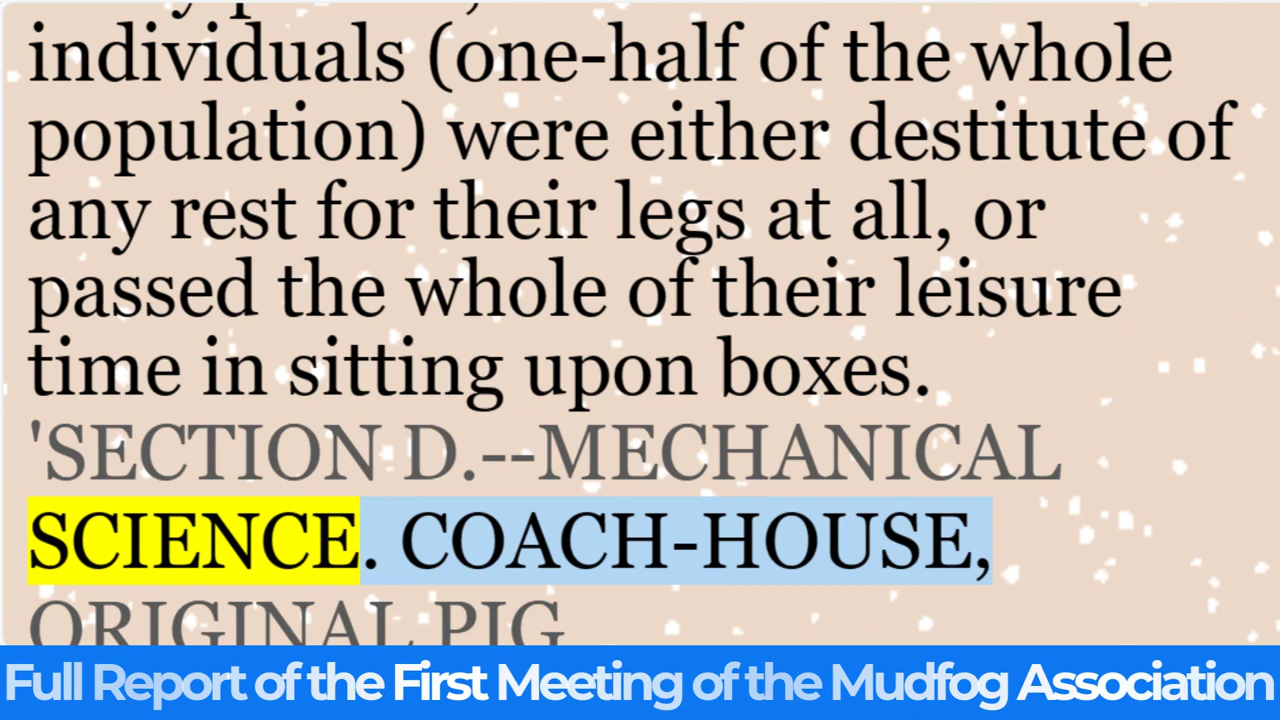 individuals (one-half of the whole
population) were either destitute of
any rest for their legs at all, or
passed the whole of their leisure
time in sitting upon boxes.
'SECTION D.--MECHANICAL
SCIENCE. COACH-HOUSE,
ORIGINAL PIG
Full Report of the First Meeting of the Mudfog Association